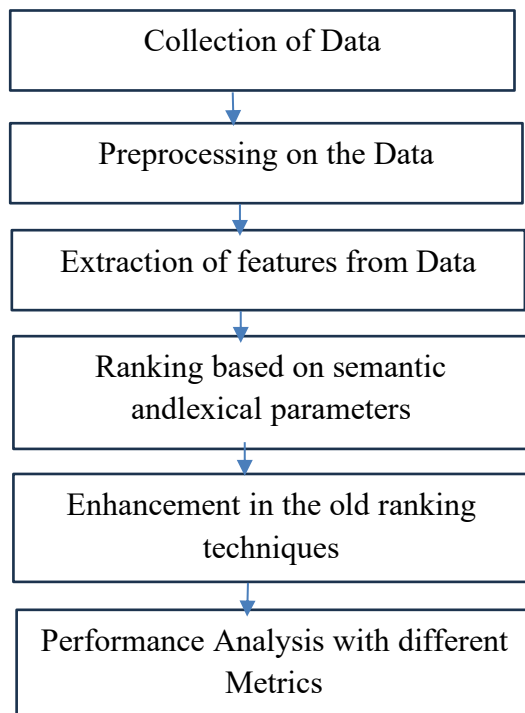 Collection of Data
Preprocessing on the Data
Extraction of features from Data
Ranking based on semantic
andlexical parameters
Enhancement in the old ranking
techniques
Performance Analysis with different
Metrics